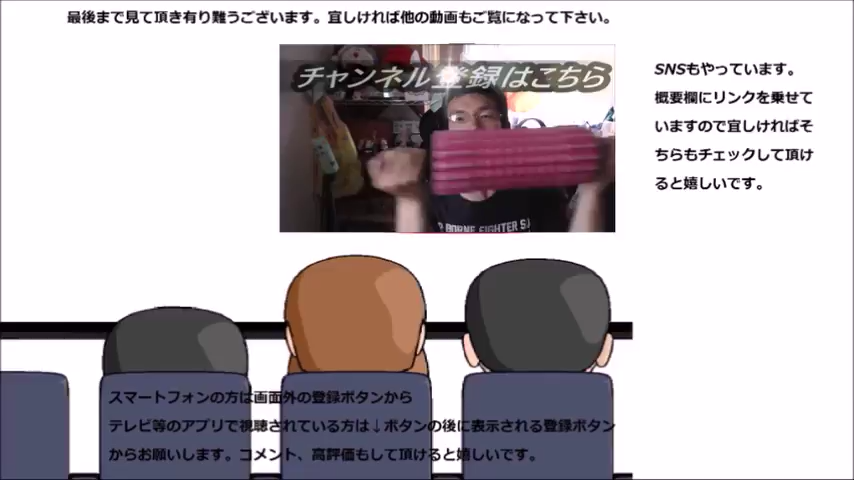 最後まで見て頂き有り難うございます。宜しければ他の動画もご覧になって下さい。
チャンネル登録はこちら
SNSもやっています。
概要欄にリンクを乗せて
いますので宜しければそ
ちらもチェックして頂け
ると嬉しいです。
BORNE FIGHTER
スマートフォンの方は画面外の登録ボタンから
テレビ等のアプリで視聴されている方は↓ボタンの後に表示される登録ボタン
からお願いします。コメント、高評価もして頂けると嬉しいです。